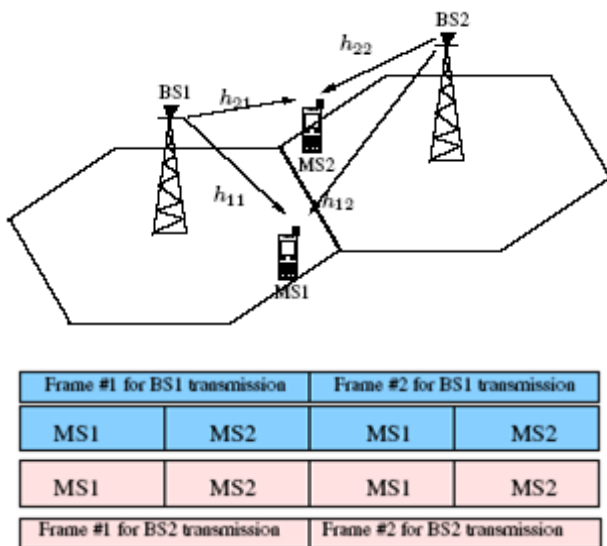 BS2
h₂₂
BS1
h₂₁
MS2
h₁₁
h₁₂
MS1
Frame #1 for BS1 transmission Frame #2 for BS1 transmission
MS1 MS2 MS1 MS2
MS1 MS2 MS1 MS2
Frame #1 for BS2 transmission Frame #2 for BS2 transmission